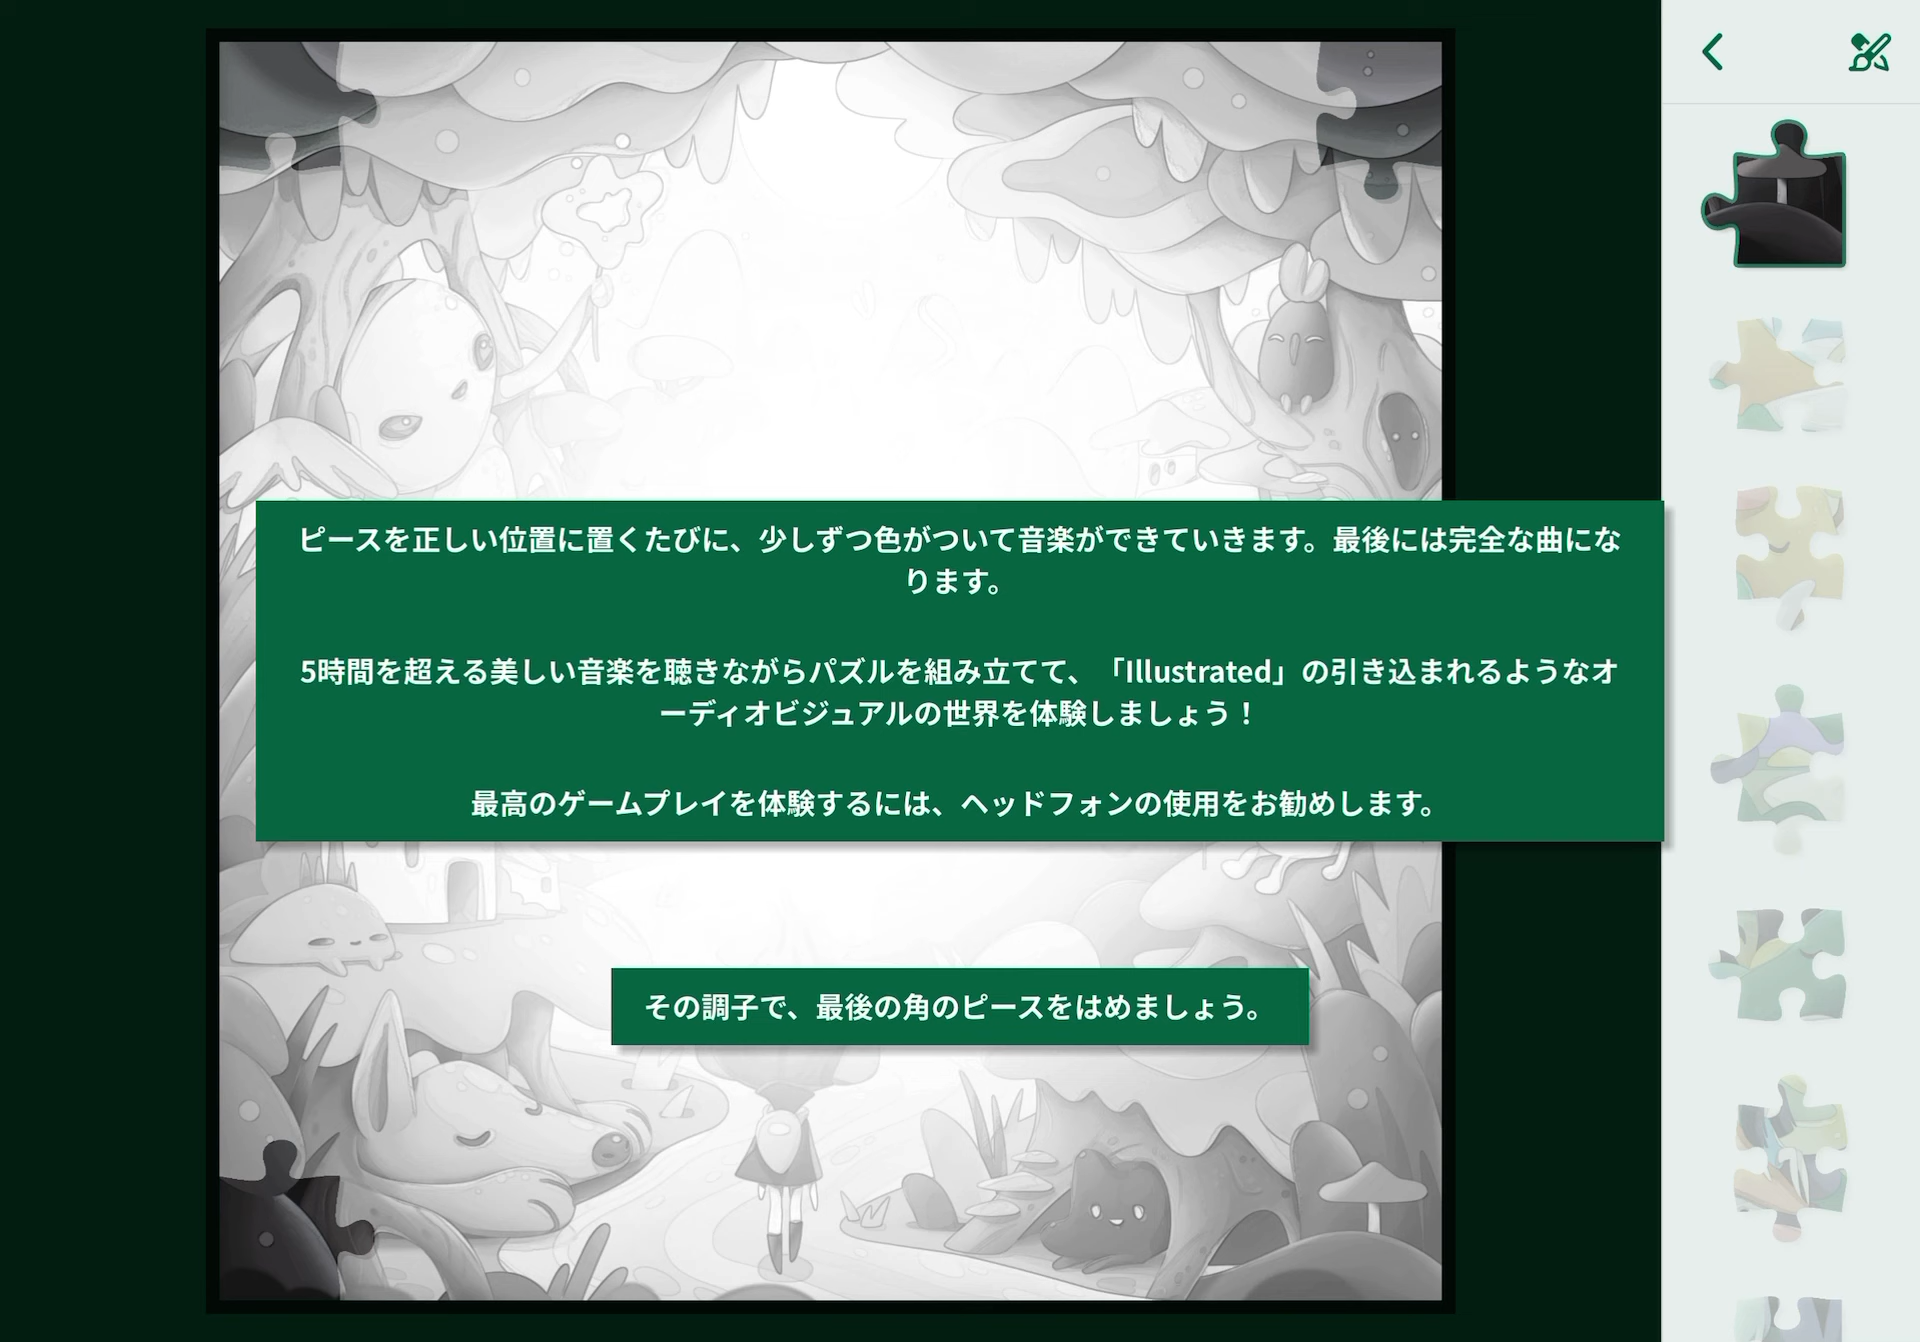 ピースを正しい位置に置くたびに、少しずつ色がついて音楽ができていきます。最後には完全な曲にな
ります。
5時間を超える美しい音楽を聴きながらパズルを組み立てて、「Illustrated」の引き込まれるようなオ
ーディオビジュアルの世界を体験しましょう！
最高のゲームプレイを体験するには、ヘッドフォンの使用をお勧めします。
その調子で、最後の角のピースをはめましょう。